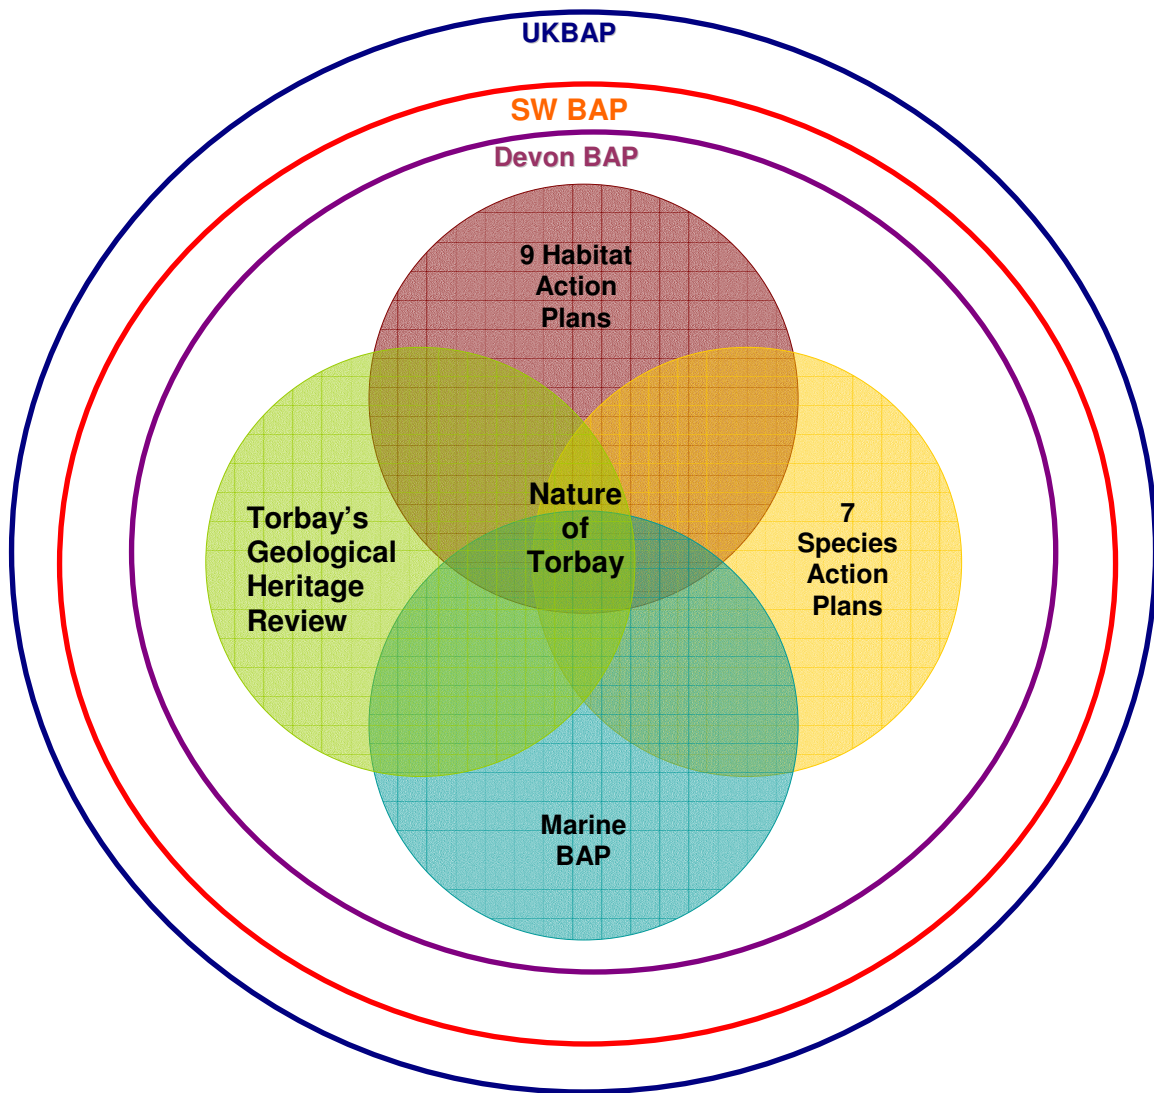 UKBAP
SW BAP
Devon BAP
9 Habitat
Action
Plans
Torbay's
Geological
Heritage
Review
Nature
of
Torbay
7
Species
Action
Plans
Marine
BAP